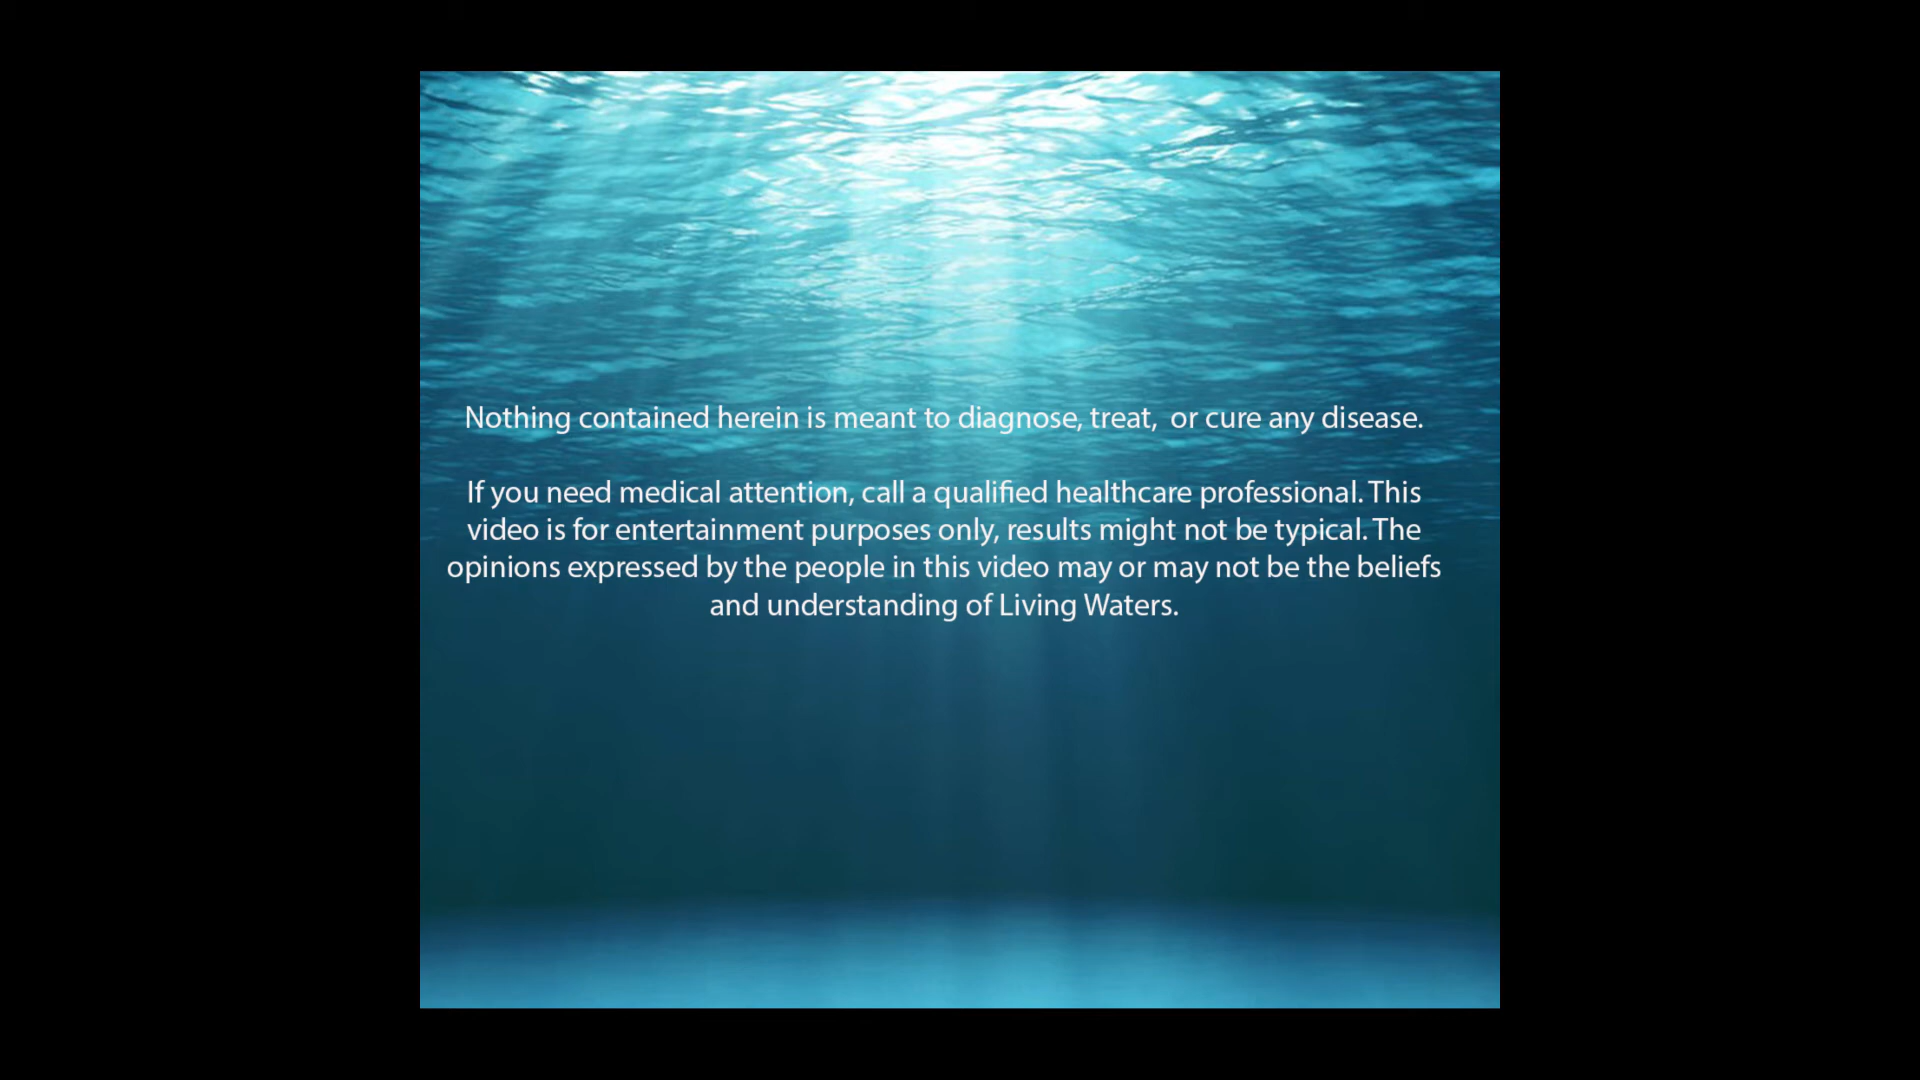 Nothing contained herein is meant to diagnose, treat,  or cure any disease.
If you need medical attention, call a qualified healthcare professional. This
video is for entertainment purposes only, results might not be typical. The
opinions expressed by the people in this video may or may not be the beliefs
and understanding of Living Waters.